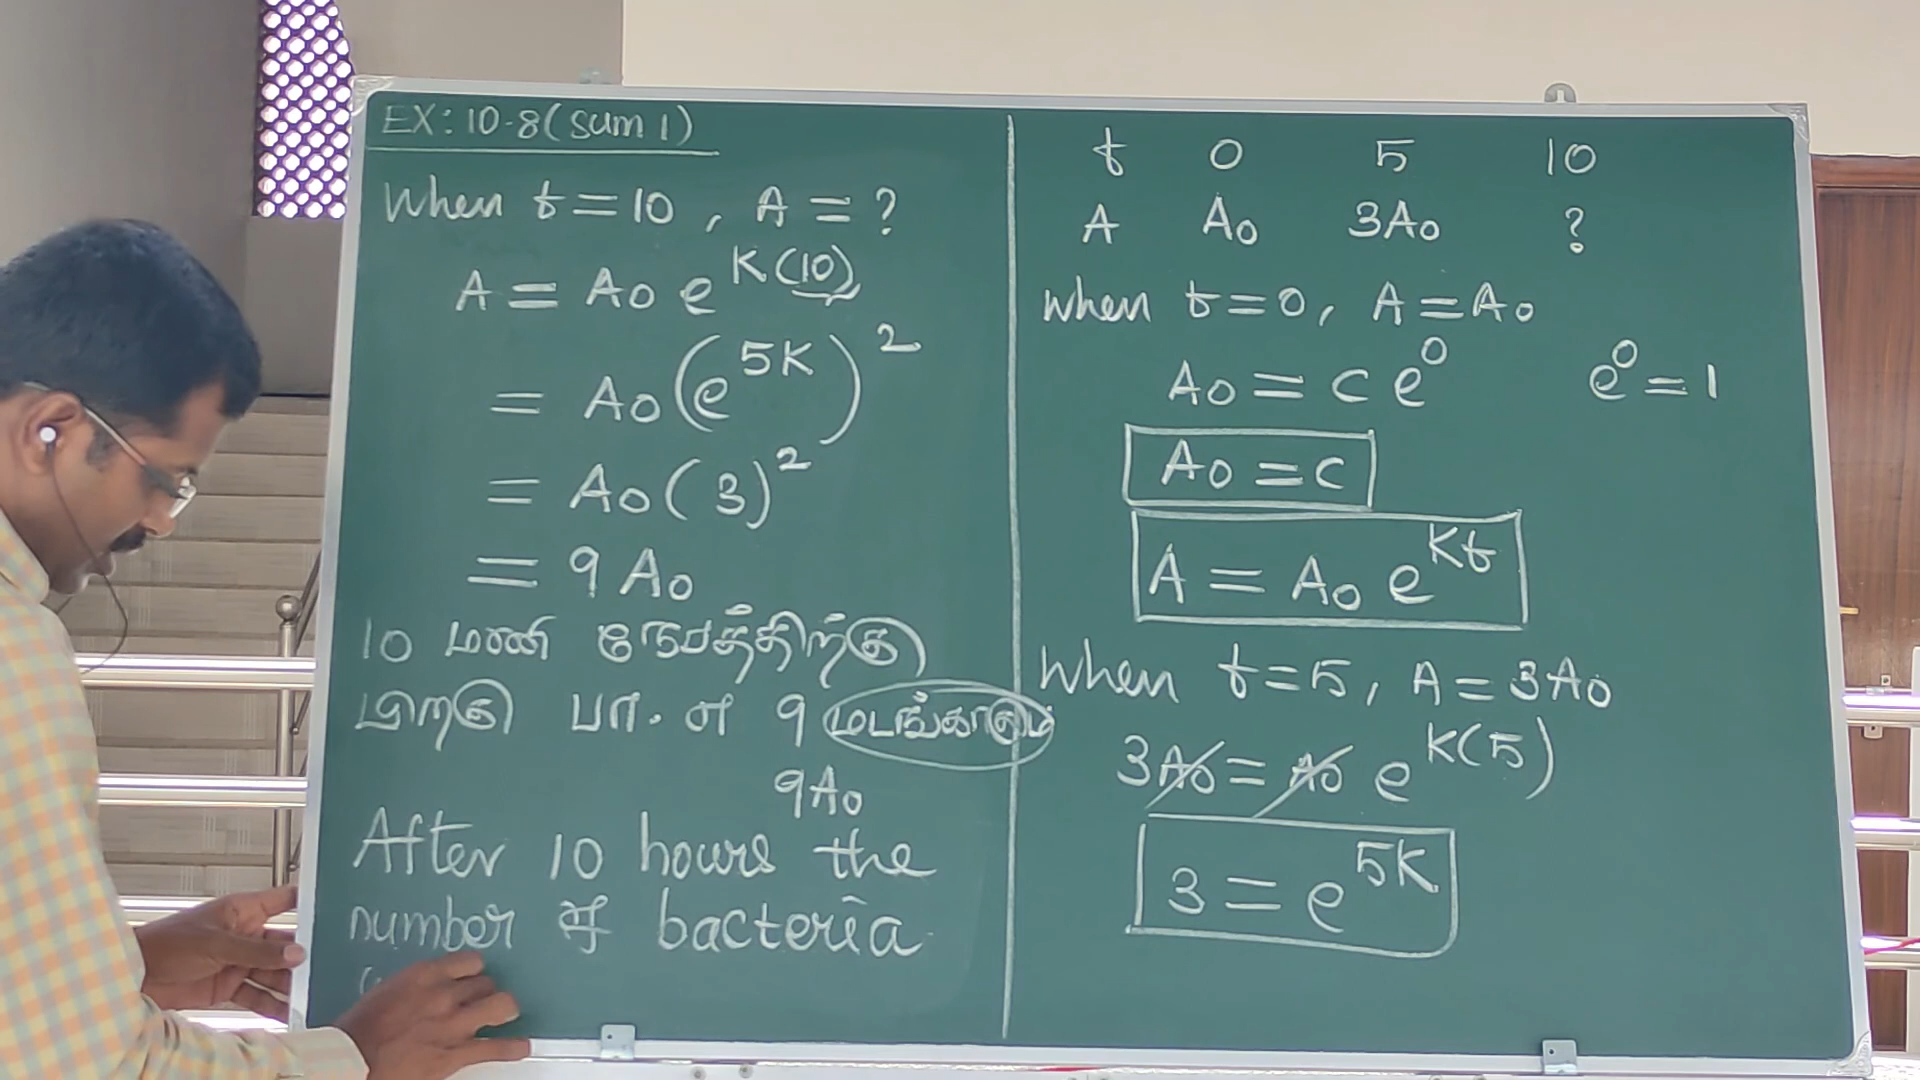 EX: 10.8 (Sum 1)
When t = 10, A = ?
A = A₀ e^K(10)
= A₀ (e^5K)²
= A₀ (3)²
= 9 A₀
10 மணி நேரத்திற்கு
பிறகு பா. எ 9 மடங்காகும்
9A₀
After 10 hours the
number of bacteria
t 0 5 10
A A₀ 3A₀ ?
When t = 0, A = A₀
A₀ = C e⁰ e⁰ = 1
A₀ = C
A = A₀ e^Kt
When t = 5, A = 3A₀
3A₀ = A₀ e^K(5)
3 = e^5K